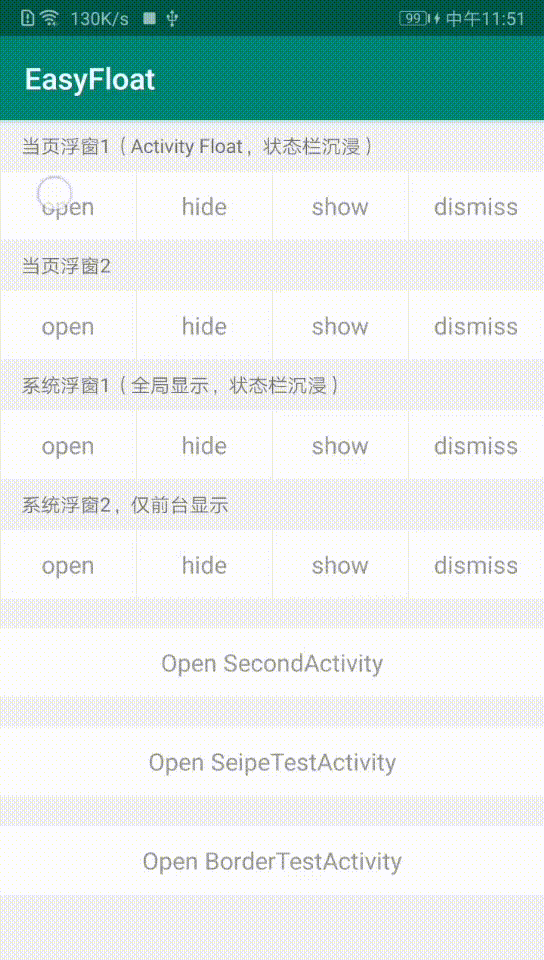 130K/s 99 中午11:51
EasyFloat
当页浮窗1（Activity Float，状态栏沉浸）
open hide show dismiss
当页浮窗2
open hide show dismiss
系统浮窗1（全局显示，状态栏沉浸）
open hide show dismiss
系统浮窗2，仅前台显示
open hide show dismiss
Open SecondActivity
Open SeipeTestActivity
Open BorderTestActivity